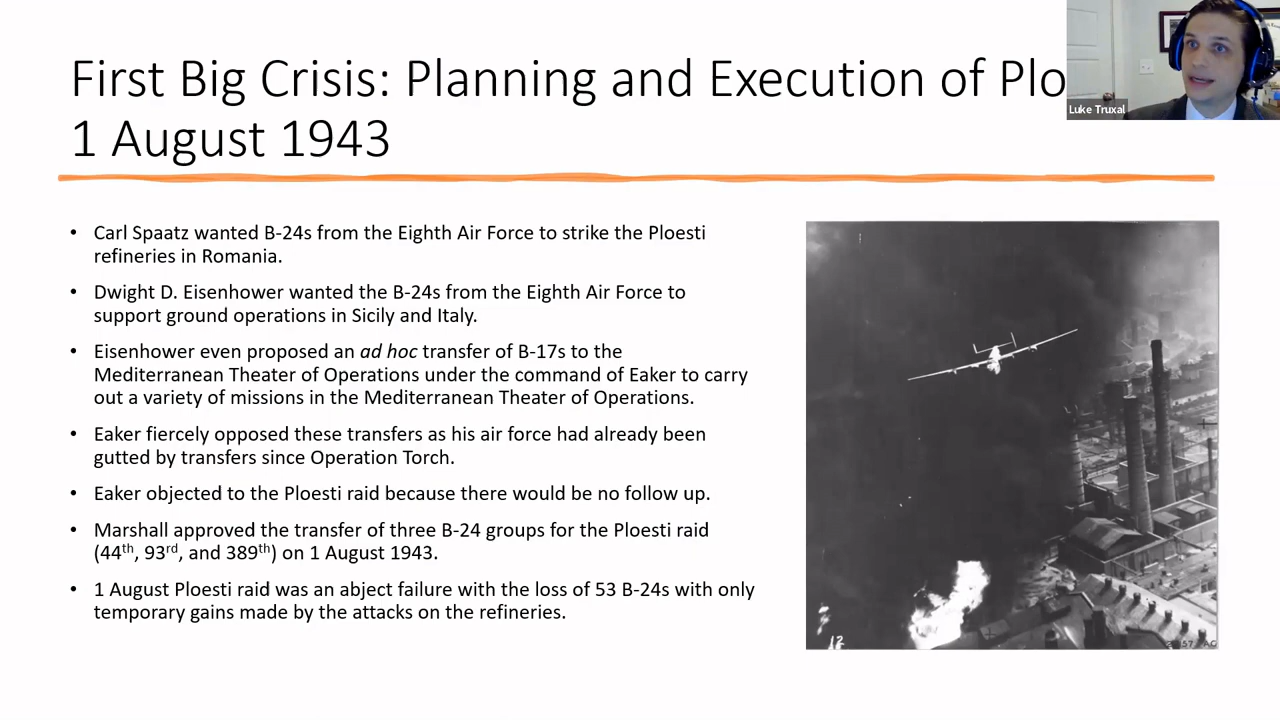 First Big Crisis: Planning and Execution of Plo
Luke Truxal
1 August 1943
• Carl Spaatz wanted B-24s from the Eighth Air Force to strike the Ploesti
refineries in Romania.
• Dwight D. Eisenhower wanted the B-24s from the Eighth Air Force to
support ground operations in Sicily and Italy.
• Eisenhower even proposed an ad hoc transfer of B-17s to the
Mediterranean Theater of Operations under the command of Eaker to carry
out a variety of missions in the Mediterranean Theater of Operations.
• Eaker fiercely opposed these transfers as his air force had already been
gutted by transfers since Operation Torch.
• Eaker objected to the Ploesti raid because there would be no follow up.
• Marshall approved the transfer of three B-24 groups for the Ploesti raid
(44th, 93rd, and 389th) on 1 August 1943.
• 1 August Ploesti raid was an abject failure with the loss of 53 B-24s with only
temporary gains made by the attacks on the refineries.
12